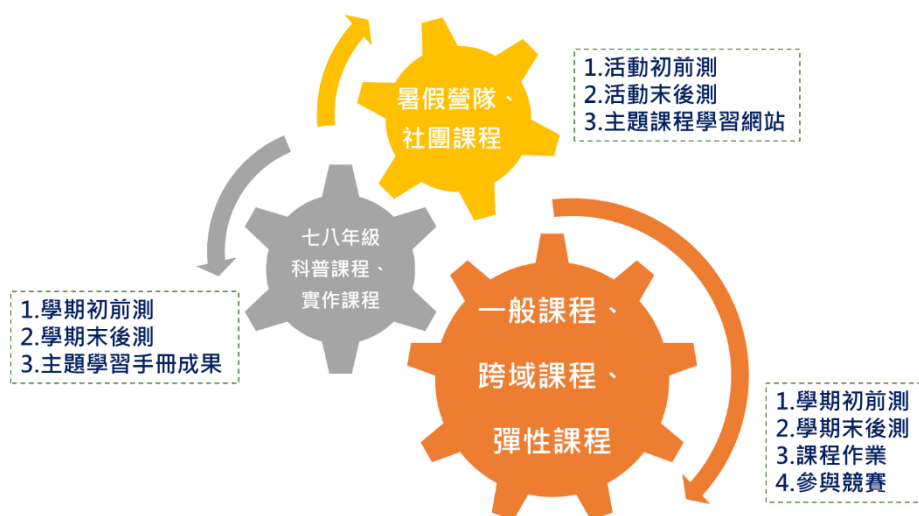 暑假營隊、
社團課程
1.活動初前測
2.活動末後測
3.主題課程學習網站
七八年級
科普課程、
實作課程
1.學期初前測
2.學期末後測
3.主題學習手冊成果
一般課程、
跨域課程、
彈性課程
1.學期初前測
2.學期末後測
3.課程作業
4.參與競賽